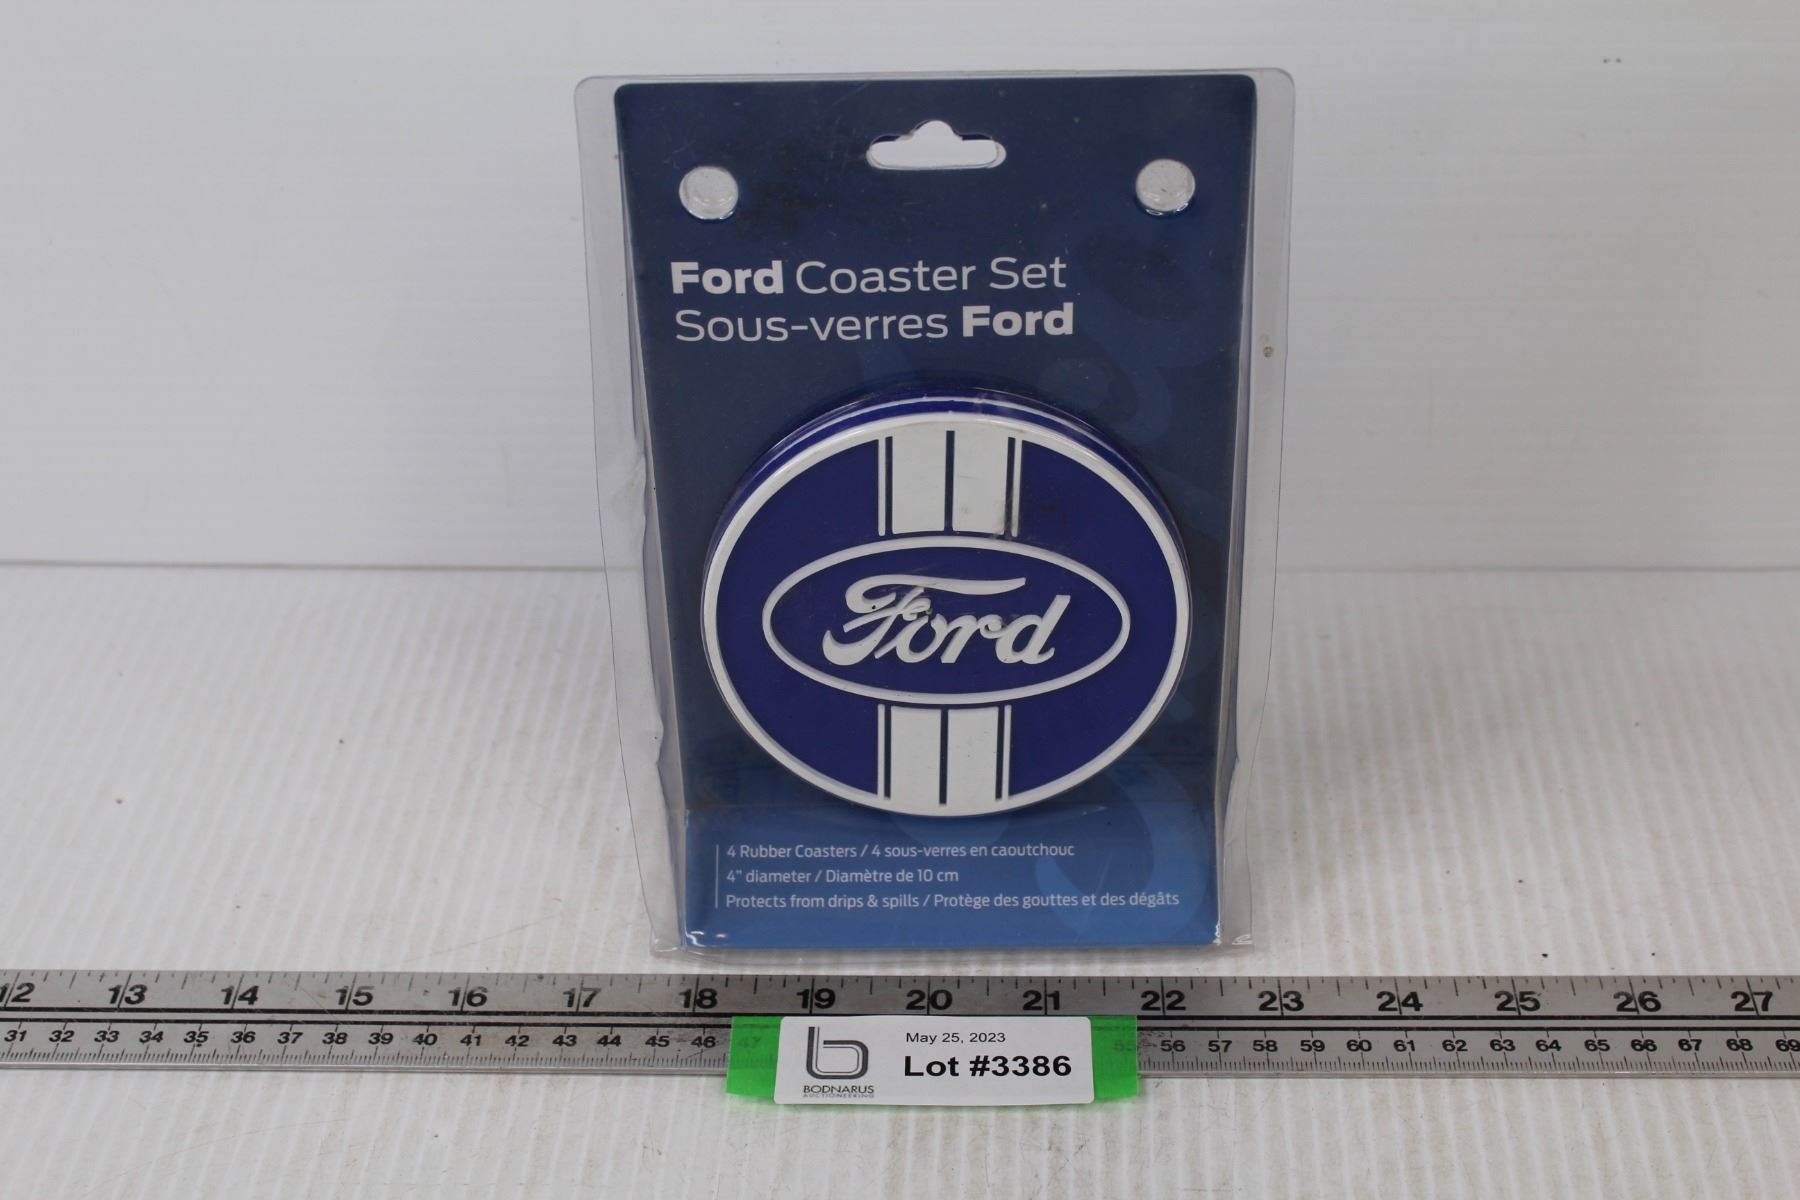 Ford Coaster Set
Sous-verres Ford
Ford
4 Rubber Coasters / 4 sous-verres en caoutchouc
4" diameter / Diamètre de 10 cm
Protects from drips & spills / Protège des gouttes et des dégâts
12 13 14 15 16 17 18 19 20 21 22 23 24 25 26 27
31 32 33 34 35 36 37 38 39 40 41 42 43 44 45 46 47 55 56 57 58 59 60 61 62 63 64 65 66 67 68 69
May 25, 2023
Lot #3386
b
BODNARUS
AUCTIONEERING